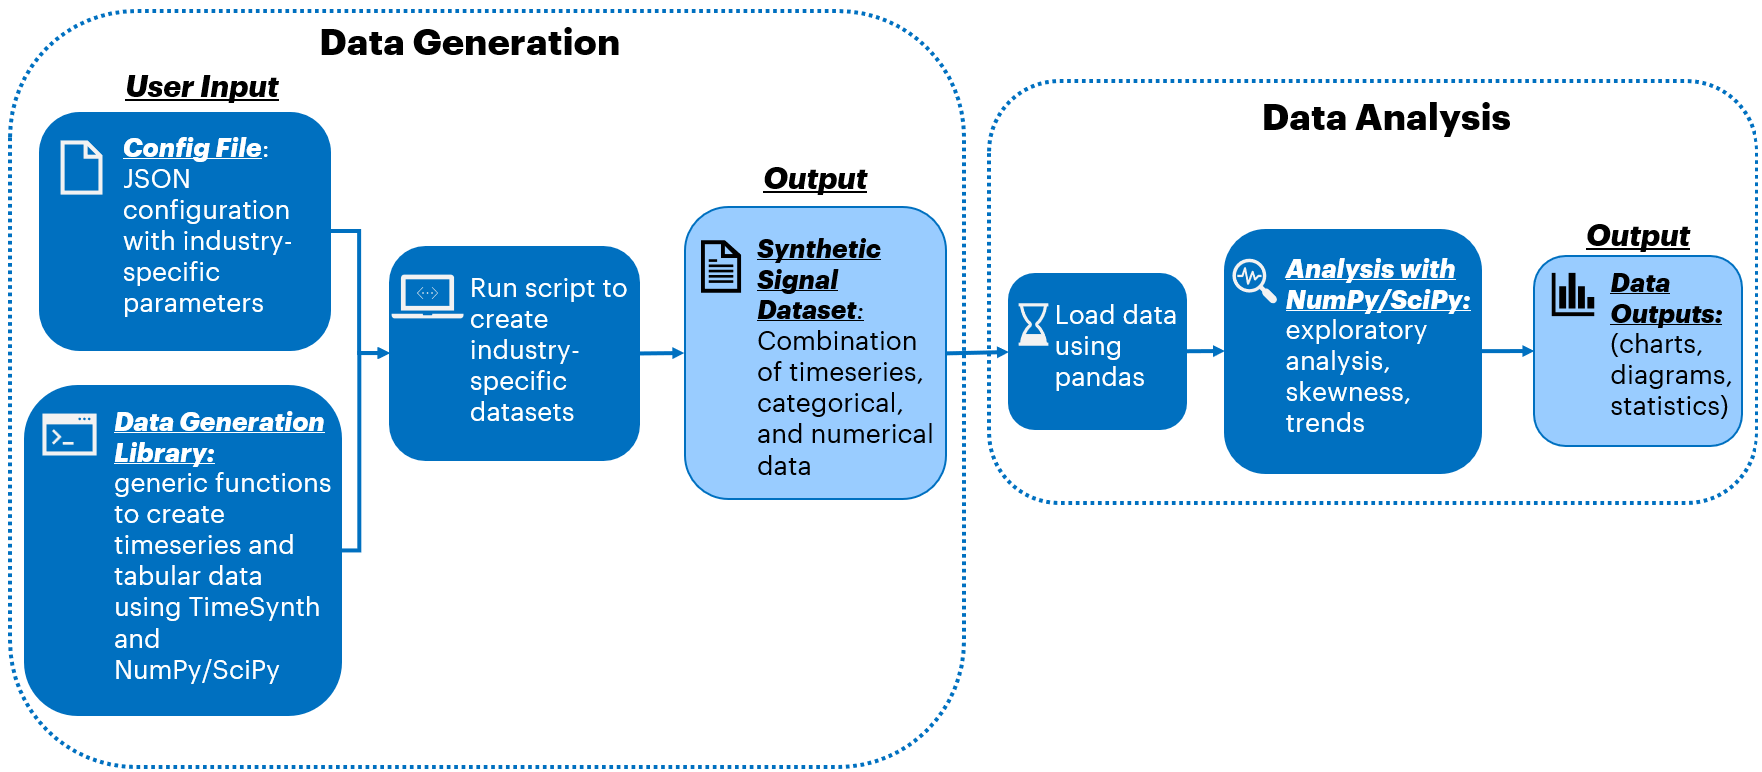 Data Generation
User Input
Config File:
JSON
configuration
with industry-
specific
parameters
Data Generation
Library:
generic functions
to create
timeseries and
tabular data
using TimeSynth
and
NumPy/SciPy
Run script to
create
industry-
specific
datasets
Output
Synthetic
Signal
Dataset:
Combination
of timeseries,
categorical,
and numerical
data
Data Analysis
Load data
using
pandas
Analysis with
NumPy/SciPy:
exploratory
analysis,
skewness,
trends
Output
Data
Outputs:
(charts,
diagrams,
statistics)